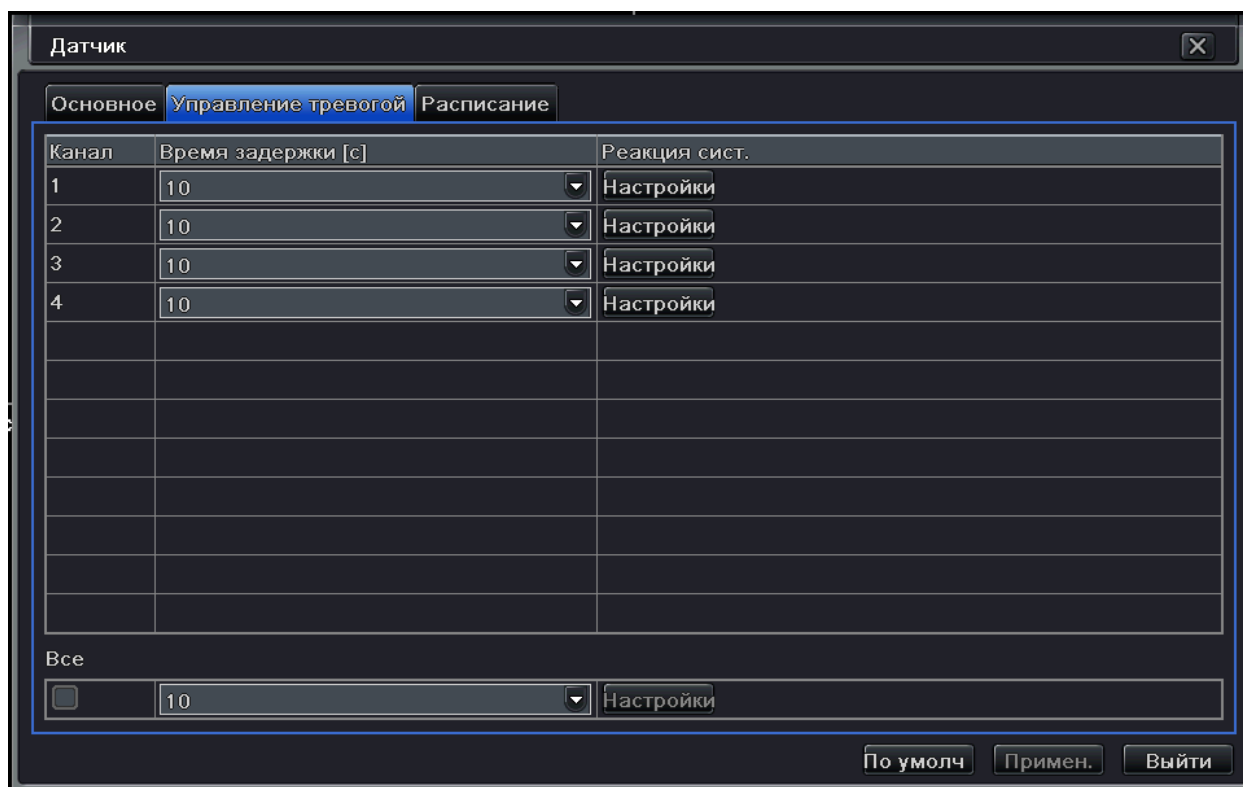 Датчик
Основное Управление тревогой Расписание
Канал Время задержки [с] Реакция сист.
1 10 Настройки
2 10 Настройки
3 10 Настройки
4 10 Настройки
Все
10 Настройки
По умолч Примен. Выйти